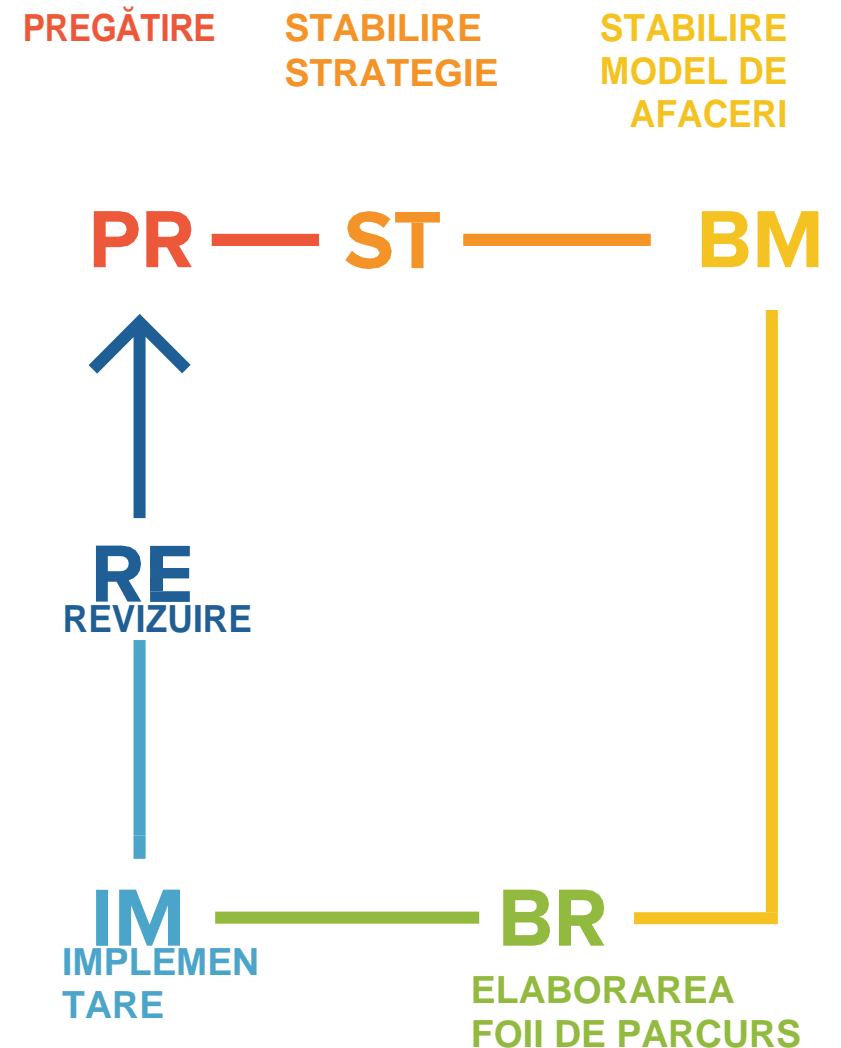 PREGĂTIRE
STABILIRE
STRATEGIE
STABILIRE
MODEL DE
AFACERI
PR
ST
BM
RE
REVIZUIRE
IM
IMPLEMEN
TARE
BR
ELABORAREA
FOII DE PARCURS